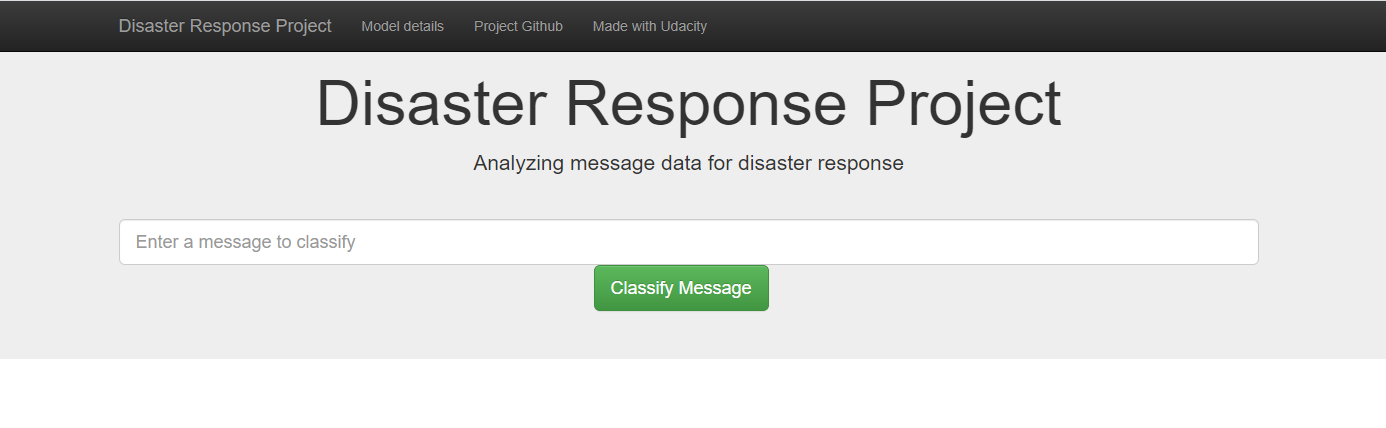 Disaster Response Project Model details Project Github Made with Udacity
Disaster Response Project
Analyzing message data for disaster response
Enter a message to classify
Classify Message